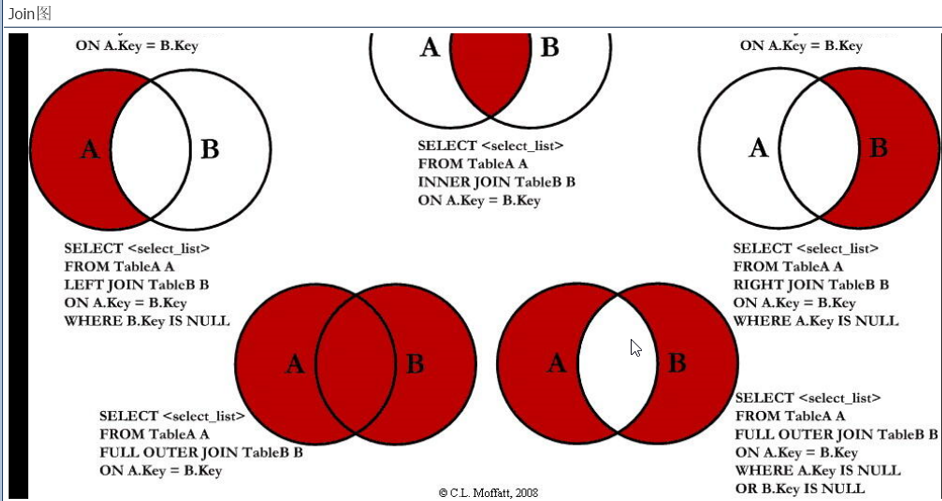 Join图
ON A.Key = B.Key
A B
ON A.Key = B.Key
A B
SELECT <select_list>
FROM TableA A
INNER JOIN TableB B
ON A.Key = B.Key
A B
SELECT <select_list>
FROM TableA A
LEFT JOIN TableB B
ON A.Key = B.Key
WHERE B.Key IS NULL
SELECT <select_list>
FROM TableA A
RIGHT JOIN TableB B
ON A.Key = B.Key
WHERE A.Key IS NULL
A B
A B
SELECT <select_list>
FROM TableA A
FULL OUTER JOIN TableB B
ON A.Key = B.Key
SELECT <select_list>
FROM TableA A
FULL OUTER JOIN TableB B
ON A.Key = B.Key
WHERE A.Key IS NULL
OR B.Key IS NULL
© C.L. Moffatt, 2008